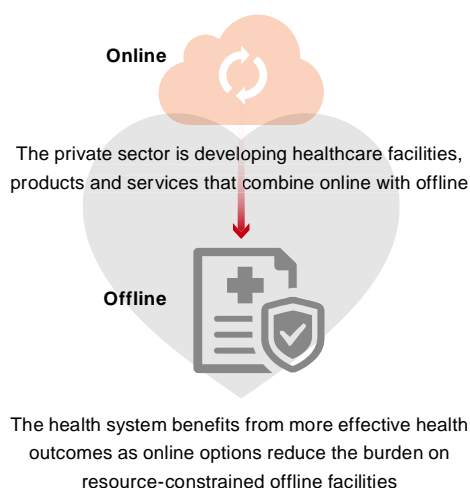 Online
The private sector is developing healthcare facilities,
products and services that combine online with offline
Offline
The health system benefits from more effective health
outcomes as online options reduce the burden on
resource-constrained offline facilities